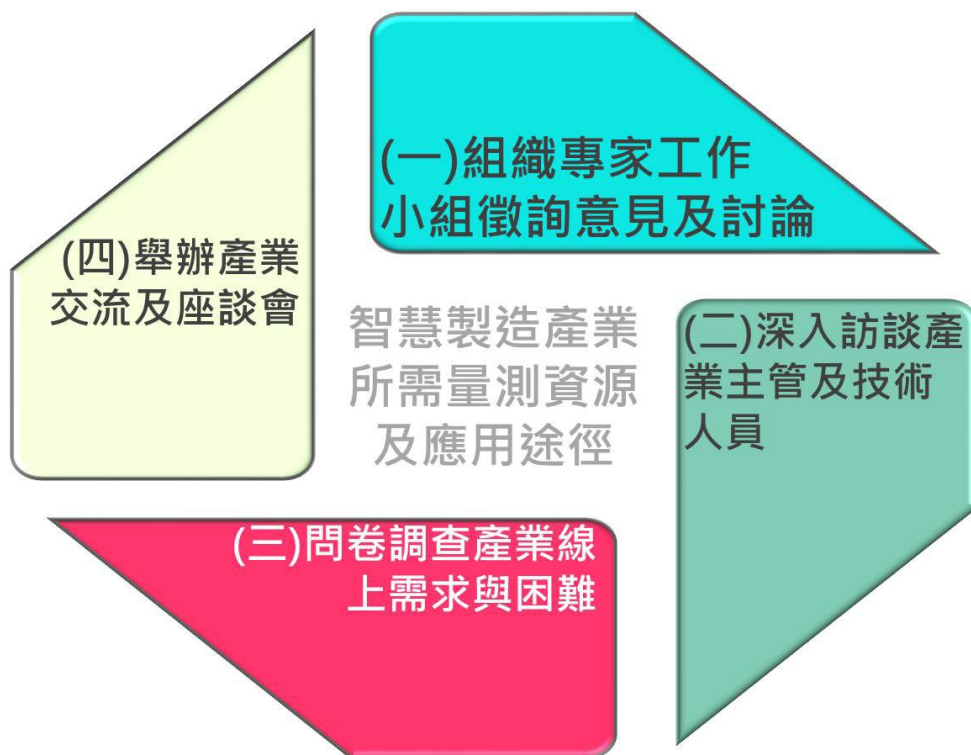 (一)組織專家工作
小組徵詢意見及討論
(二)深入訪談產
業主管及技術
人員
(三)問卷調查產業線
上需求與困難
(四)舉辦產業
交流及座談會
智慧製造產業
所需量測資源
及應用途徑